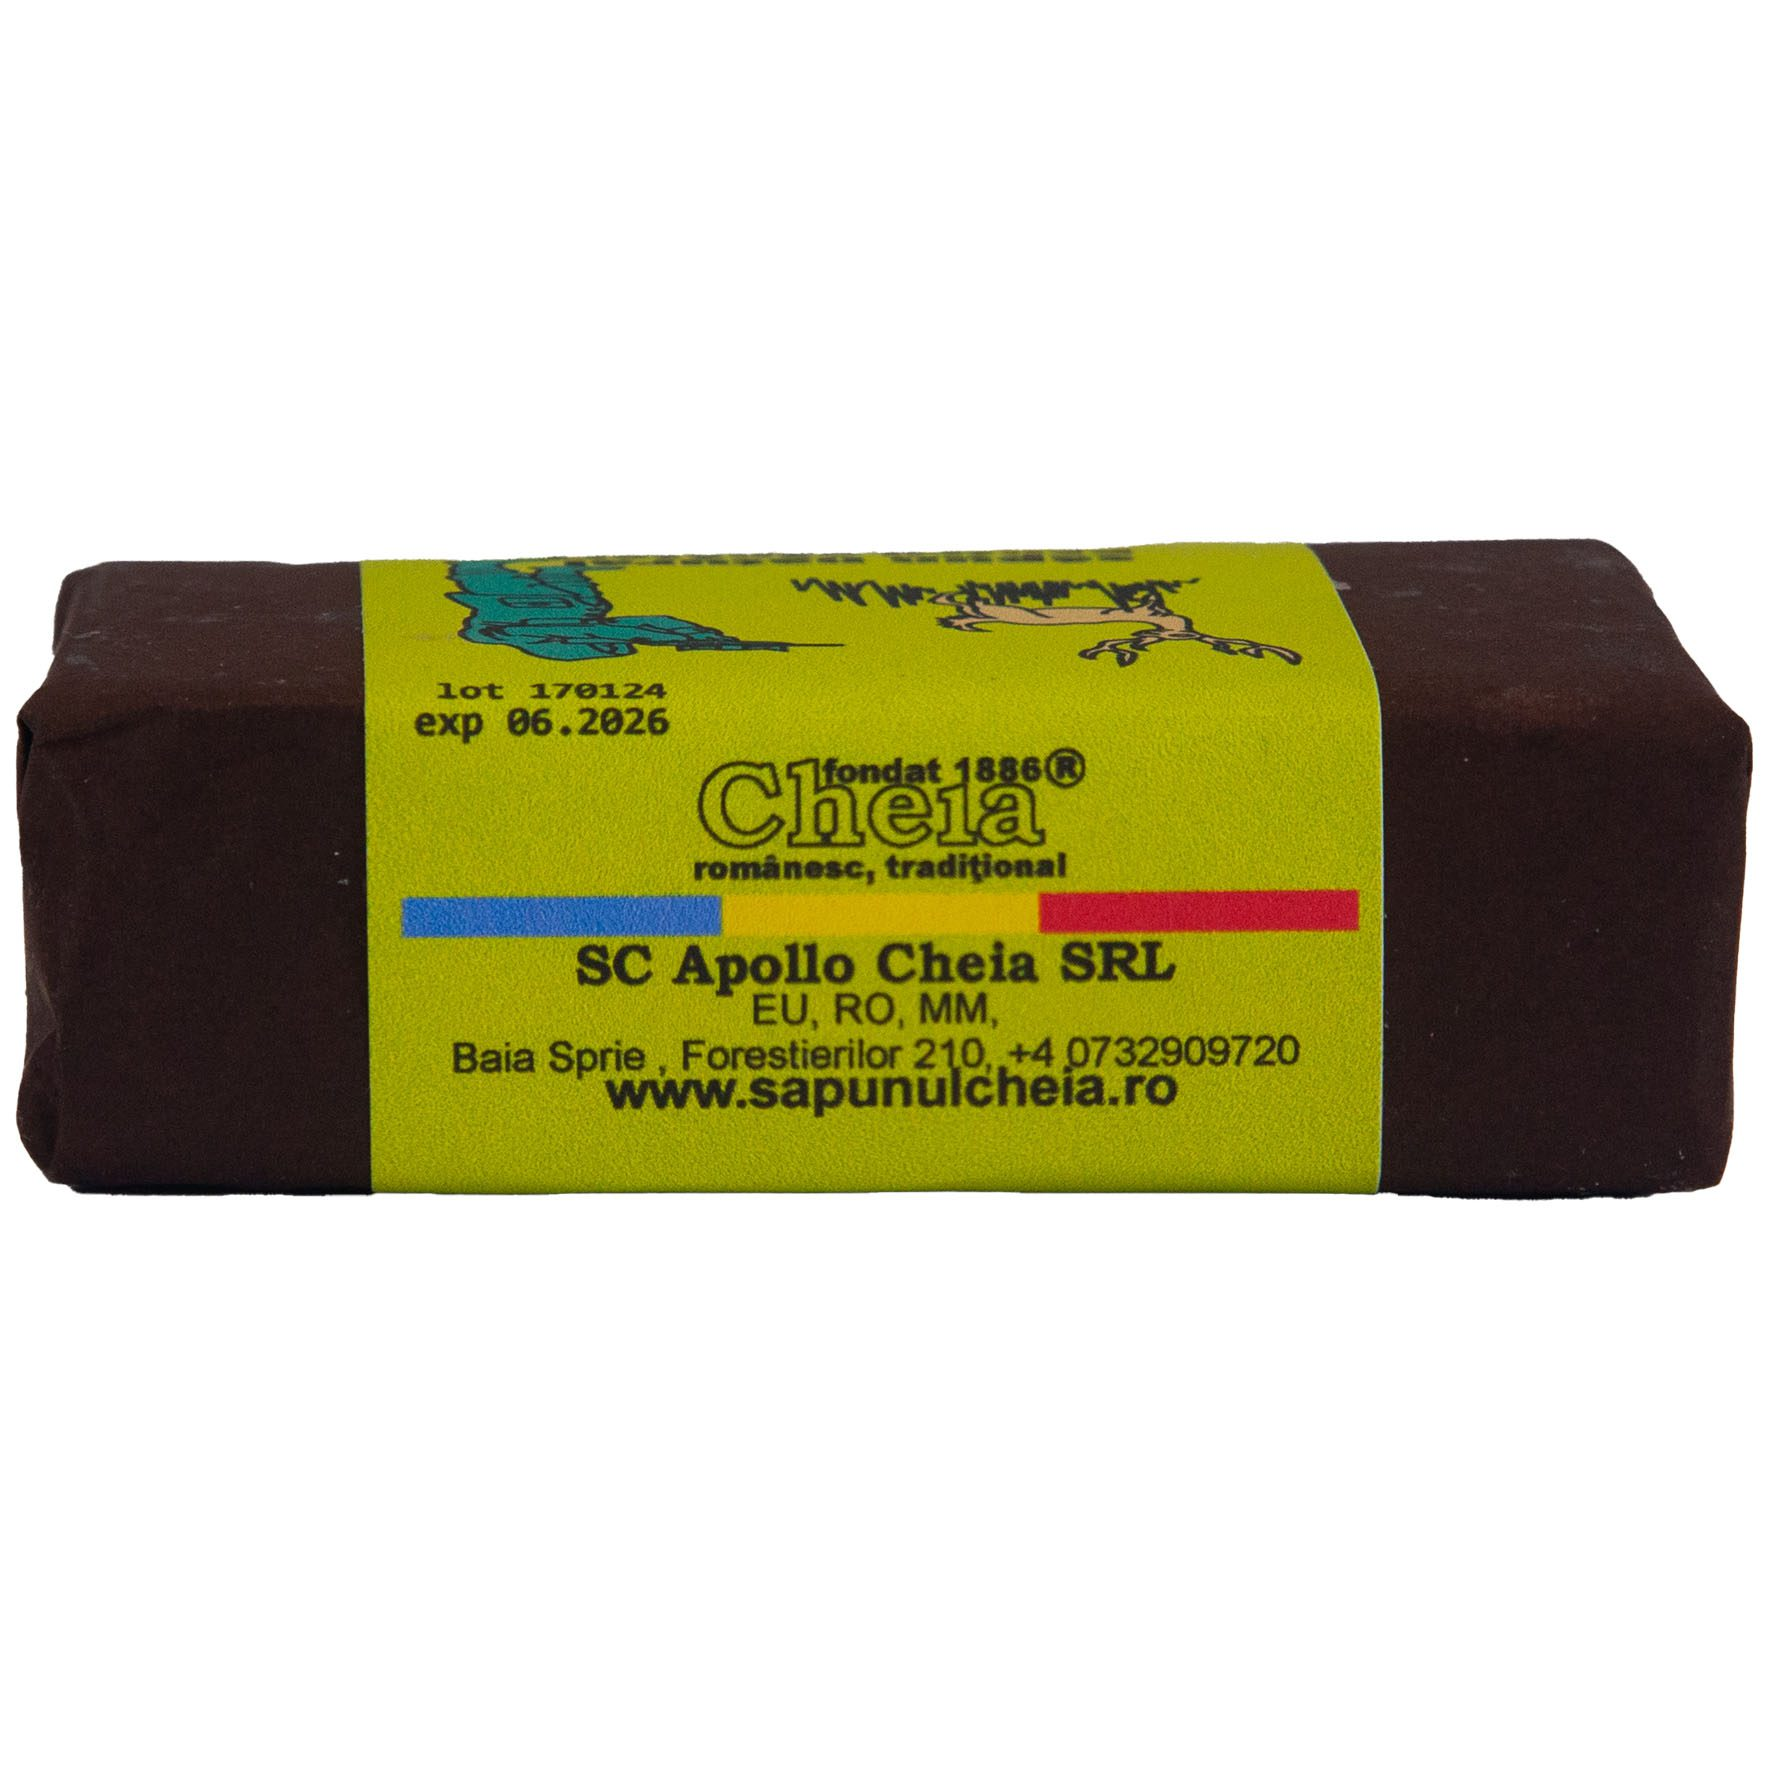 lot 170124
exp 06.2026
fondat 1886®
Cheia
românesc, tradiţional
SC Apollo Cheia SRL
EU, RO, MM,
Baia Sprie , Forestierilor 210, +4 0732909720
www.sapunulcheia.ro